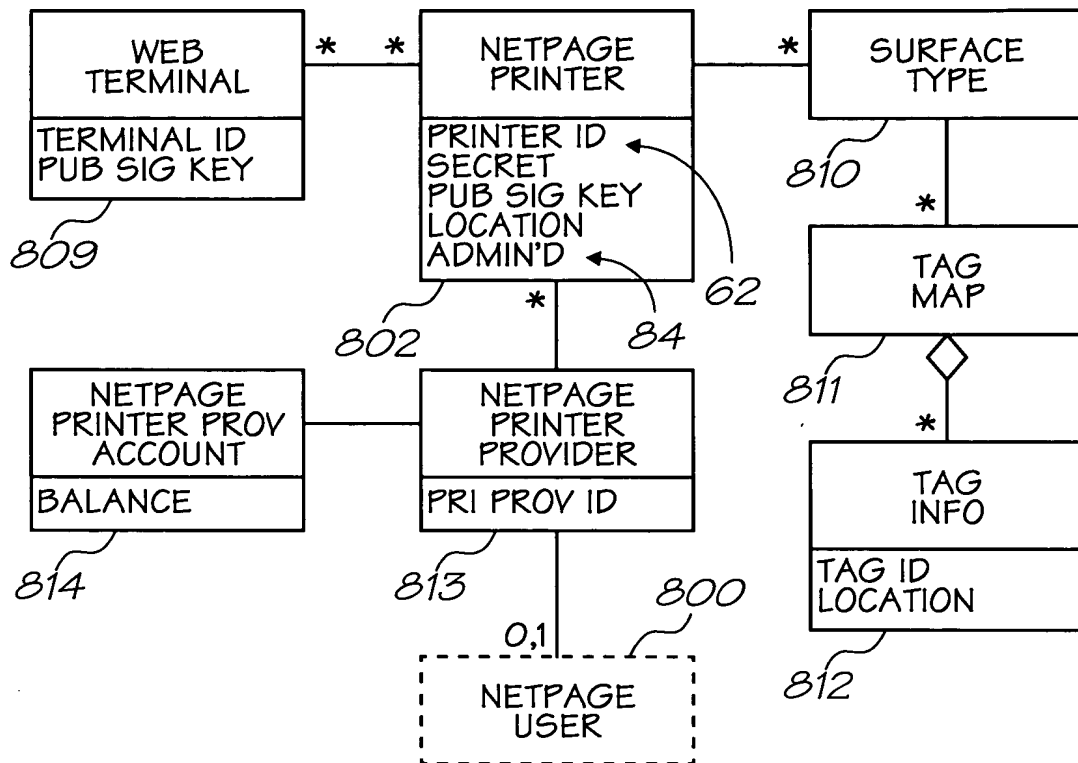 WEB
TERMINAL
TERMINAL ID
PUB SIG KEY
809
* *
NETPAGE
PRINTER
PRINTER ID
SECRET
PUB SIG KEY
LOCATION
ADMIN'D
802
62
84
*
SURFACE
TYPE
810
*
TAG
MAP
811
*
TAG
INFO
TAG ID
LOCATION
812
*
NETPAGE
PRINTER PROV
ACCOUNT
BALANCE
814
NETPAGE
PRINTER
PROVIDER
PRI PROV ID
813
800
0,1
NETPAGE
USER